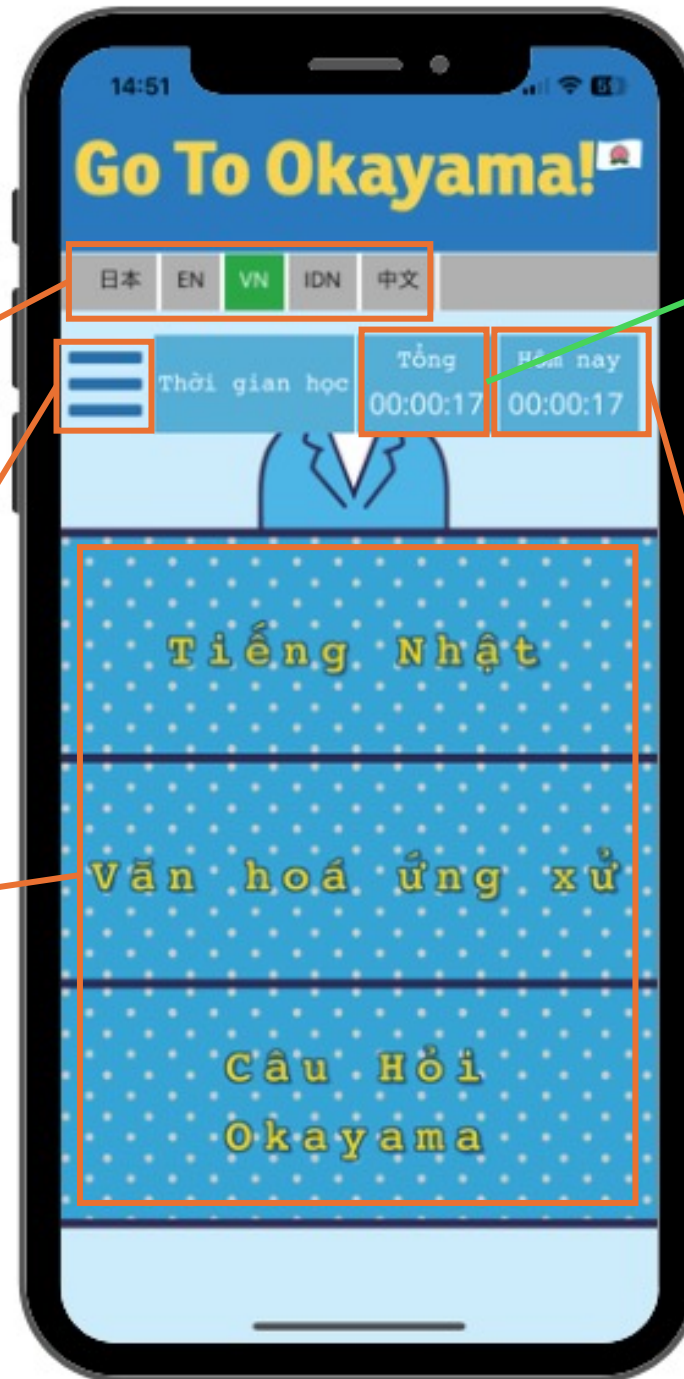 14:51
Go To Okayama!
日本 EN VN IDN 中文
Thời gian học
Tổng
00:00:17
Hôm nay
00:00:17
Tiếng Nhật
Văn hoá ứng xử
Câu Hỏi
Okayama